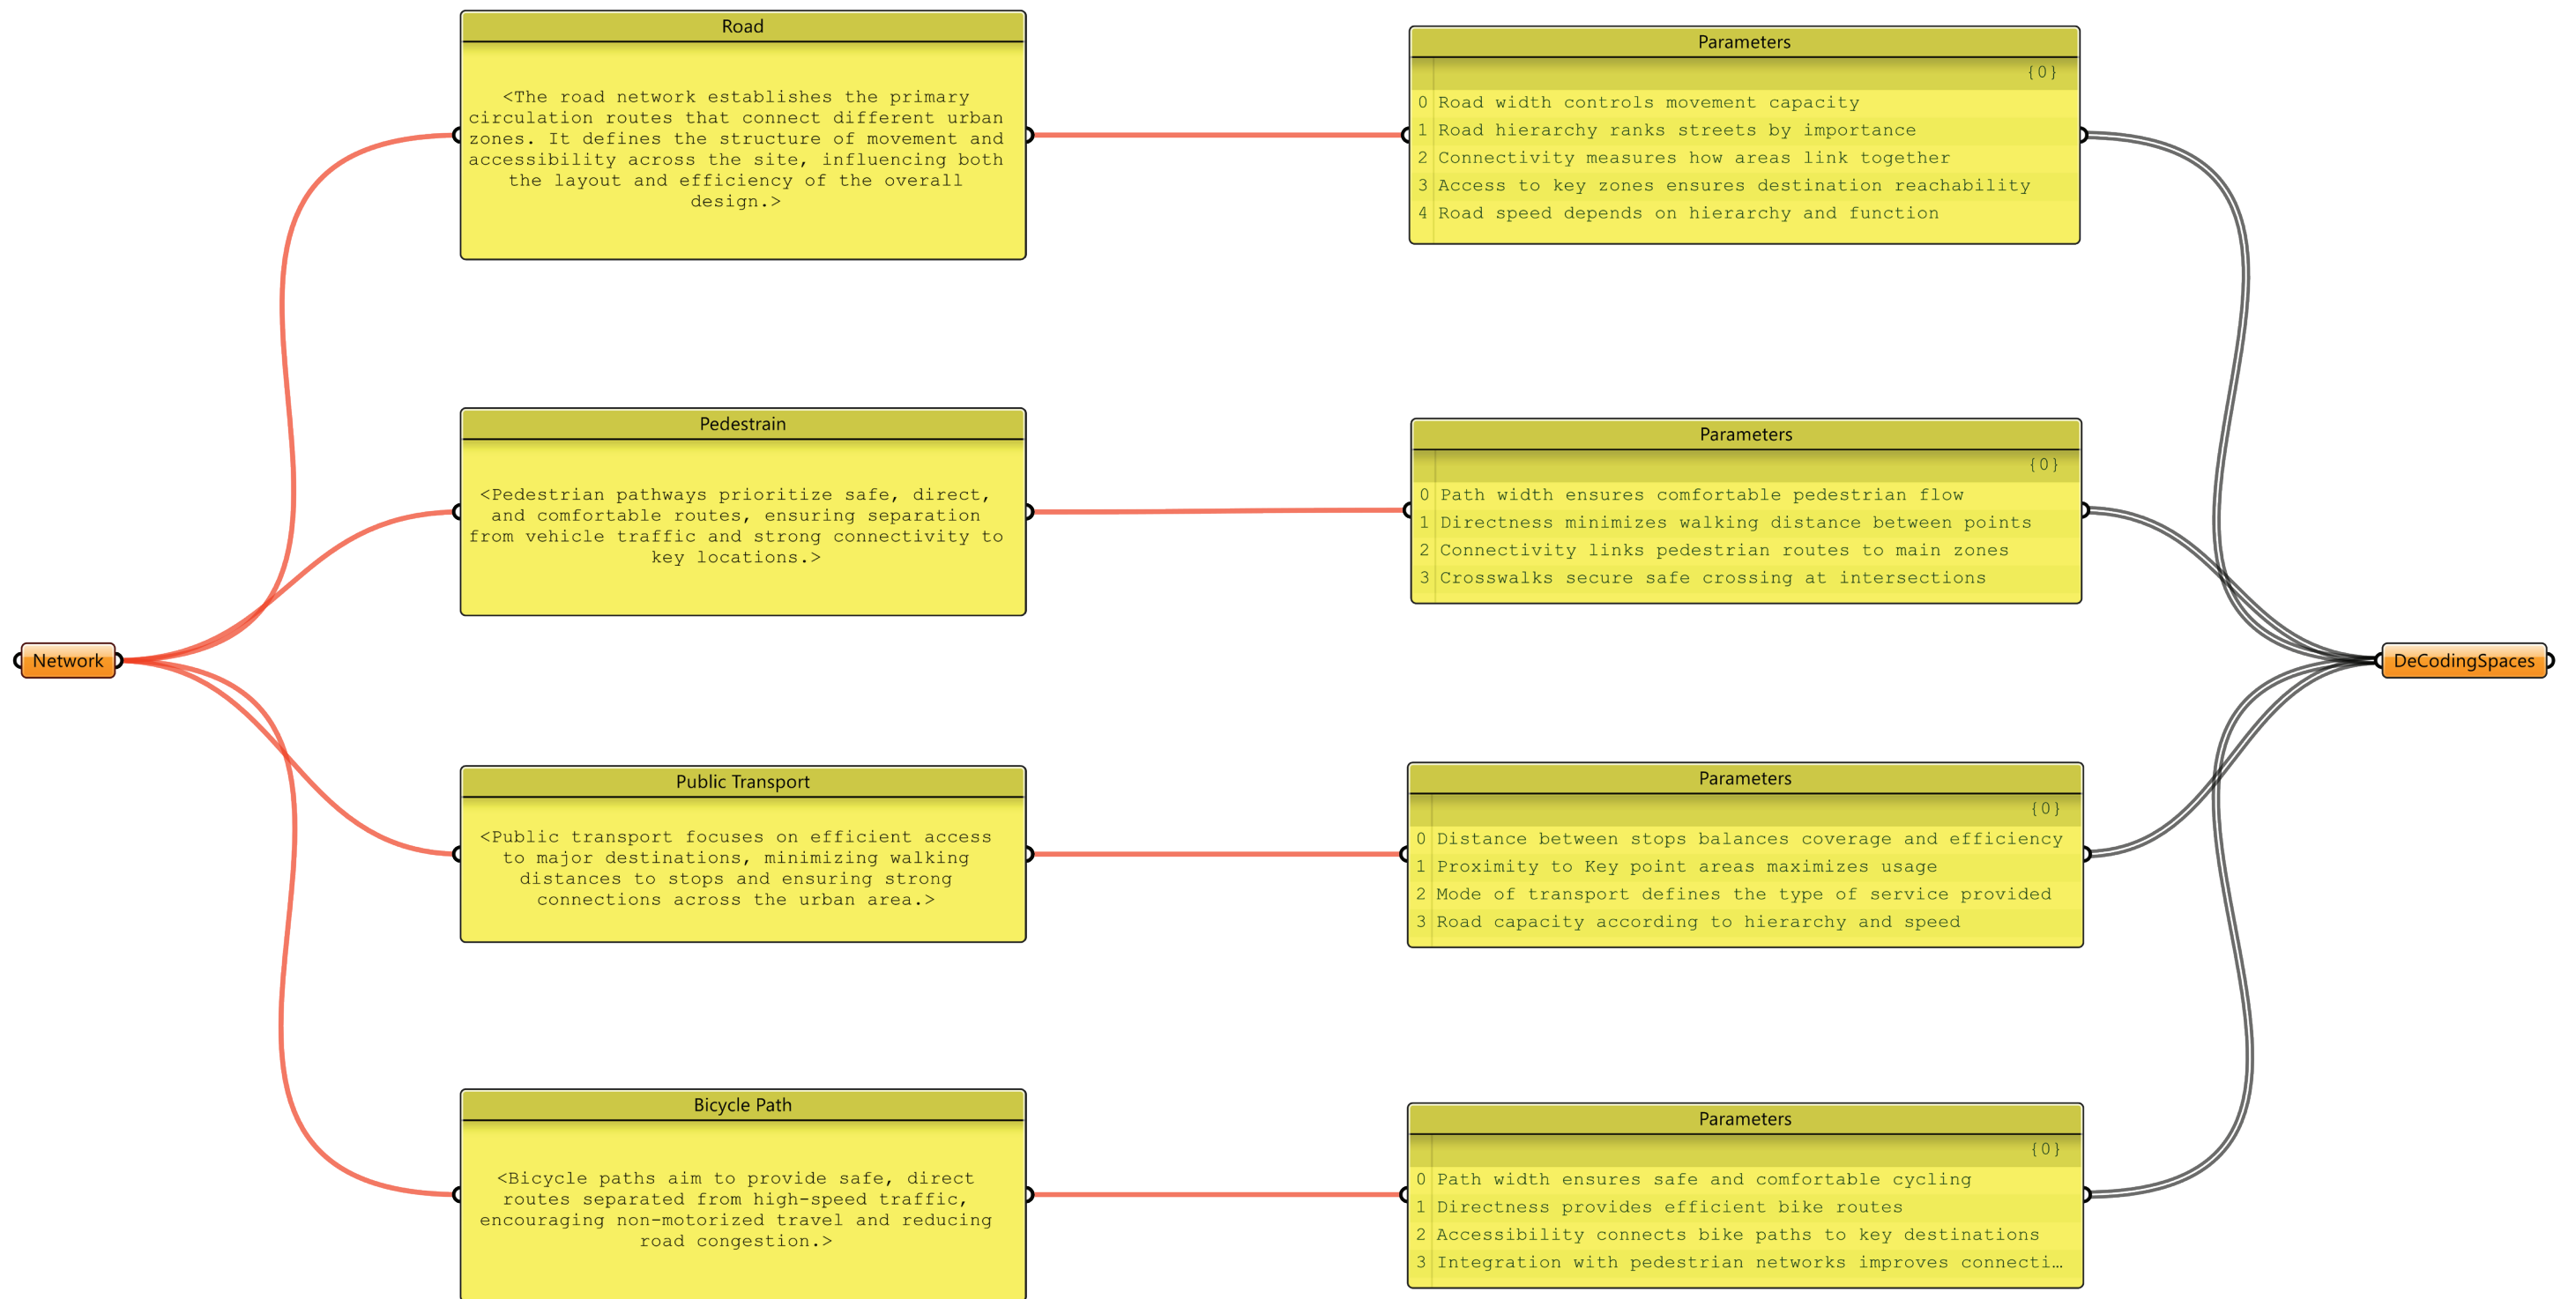 Network
Road
<The road network establishes the primary
circulation routes that connect different urban
zones. It defines the structure of movement and
accessibility across the site, influencing both
the layout and efficiency of the overall
design.>
Parameters
{0}
0 Road width controls movement capacity
1 Road hierarchy ranks streets by importance
2 Connectivity measures how areas link together
3 Access to key zones ensures destination reachability
4 Road speed depends on hierarchy and function
Pedestrain
<Pedestrian pathways prioritize safe, direct,
and comfortable routes, ensuring separation
from vehicle traffic and strong connectivity to
key locations.>
Parameters
{0}
0 Path width ensures comfortable pedestrian flow
1 Directness minimizes walking distance between points
2 Connectivity links pedestrian routes to main zones
3 Crosswalks secure safe crossing at intersections
Public Transport
<Public transport focuses on efficient access
to major destinations, minimizing walking
distances to stops and ensuring strong
connections across the urban area.>
Parameters
{0}
0 Distance between stops balances coverage and efficiency
1 Proximity to Key point areas maximizes usage
2 Mode of transport defines the type of service provided
3 Road capacity according to hierarchy and speed
Bicycle Path
<Bicycle paths aim to provide safe, direct
routes separated from high-speed traffic,
encouraging non-motorized travel and reducing
road congestion.>
Parameters
{0}
0 Path width ensures safe and comfortable cycling
1 Directness provides efficient bike routes
2 Accessibility connects bike paths to key destinations
3 Integration with pedestrian networks improves connecti…
DeCodingSpaces